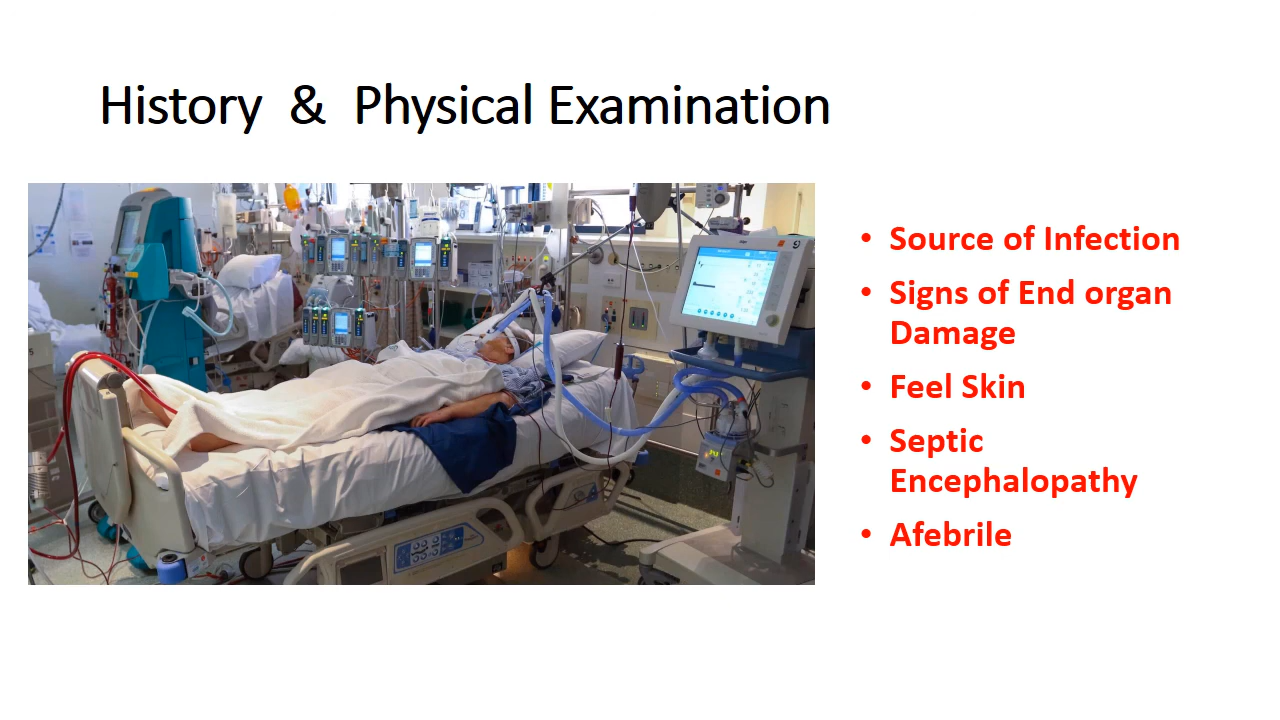 History & Physical Examination
• Source of Infection
• Signs of End organ
Damage
• Feel Skin
• Septic
Encephalopathy
• Afebrile